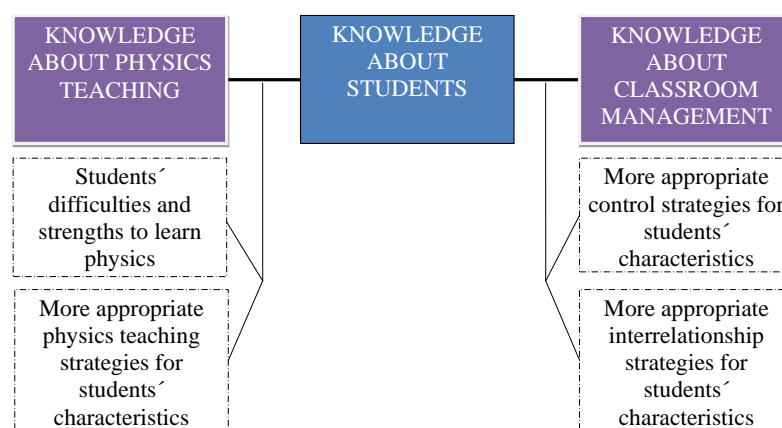 KNOWLEDGE
ABOUT PHYSICS
TEACHING
KNOWLEDGE
ABOUT
STUDENTS
KNOWLEDGE
ABOUT
CLASSROOM
MANAGEMENT
Students´
difficulties and
strengths to learn
physics
More appropriate
physics teaching
strategies for
students´
characteristics
More appropriate
control strategies for
students´
characteristics
More appropriate
interrelationship
strategies for
students´
characteristics